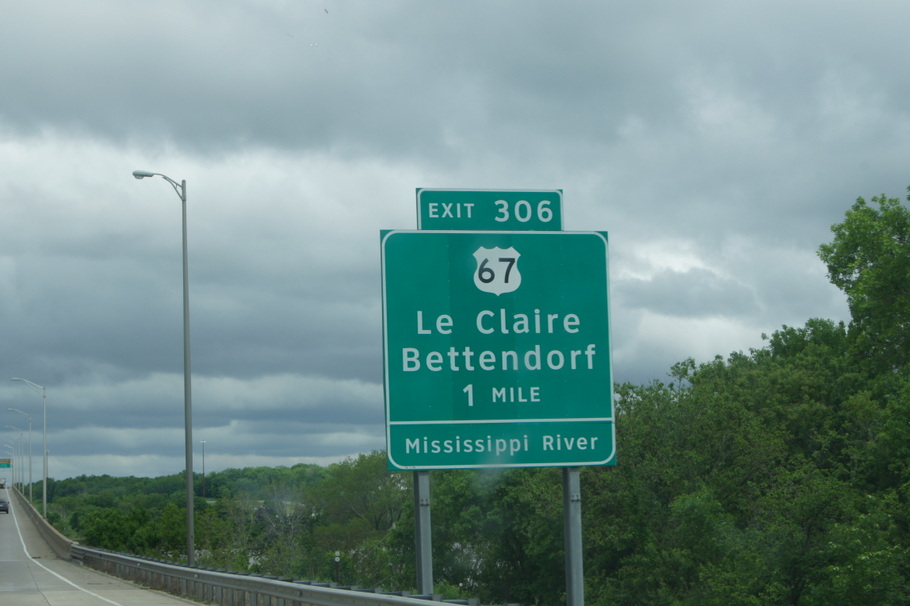 EXIT 306
67
Le Claire
Bettendorf
1 MILE
Mississippi River